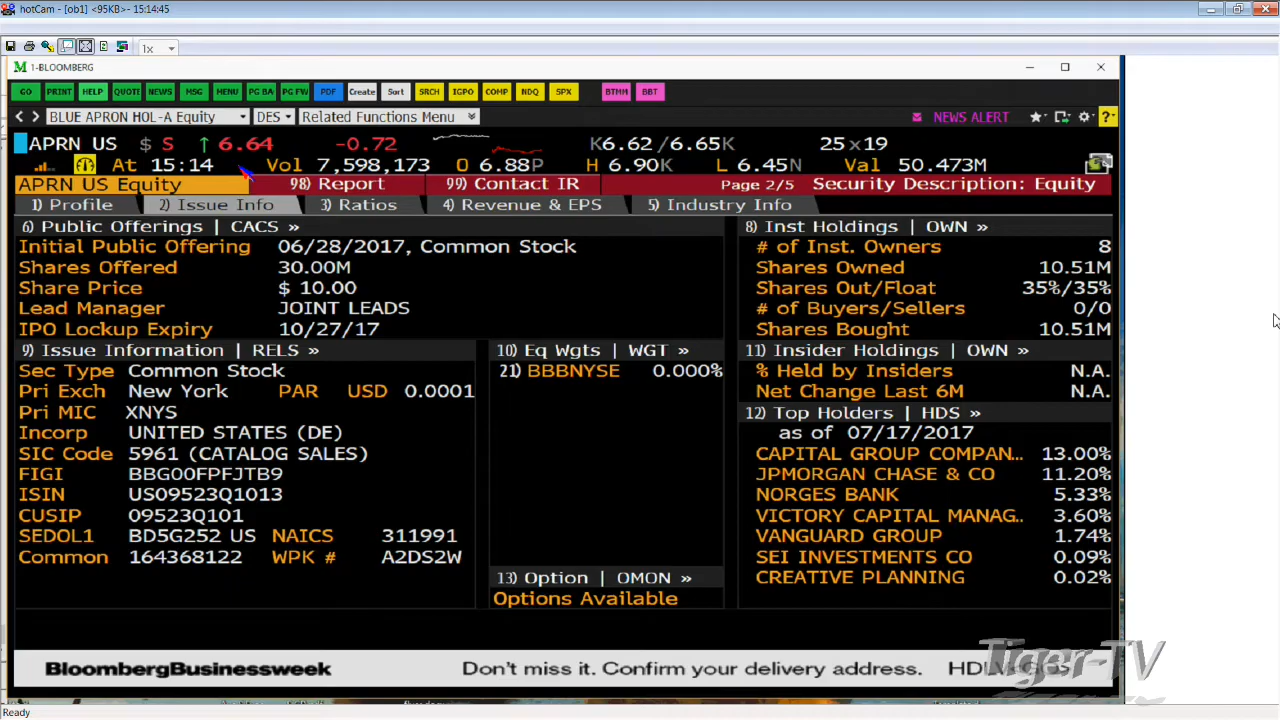 hotCam - [ob1] <95KB> - 15:14:45
1x
1-BLOOMBERG
GO PRINT HELP QUOTE NEWS MSG MENU PG BA PG FW PDF Create Sort SRCH IGPO COMP NDQ SPX BTMM BBT
BLUE APRON HOL-A Equity DES Related Functions Menu NEWS ALERT
APRN US $ S ↑ 6.64 -0.72 K6.62 /6.65K 25 x 19
At 15:14 Vol 7,598,173 O 6.88P H 6.90K L 6.45N Val 50.473M
APRN US Equity 98) Report 99) Contact IR Page 2/5 Security Description: Equity
1) Profile 2) Issue Info 3) Ratios 4) Revenue & EPS 5) Industry Info
6) Public Offerings | CACS »
Initial Public Offering 06/28/2017, Common Stock
Shares Offered 30.00M
Share Price $ 10.00
Lead Manager JOINT LEADS
IPO Lockup Expiry 10/27/17
8) Inst Holdings | OWN »
# of Inst. Owners 8
Shares Owned 10.51M
Shares Out/Float 35%/35%
# of Buyers/Sellers 0/0
Shares Bought 10.51M
9) Issue Information | RELS »
Sec Type Common Stock
Pri Exch New York PAR USD 0.0001
Pri MIC XNYS
Incorp UNITED STATES (DE)
SIC Code 5961 (CATALOG SALES)
FIGI BBG00FPFJTB9
ISIN US09523Q1013
CUSIP 09523Q101
SEDOL1 BD5G252 US NAICS 311991
Common 164368122 WPK # A2DS2W
10) Eq Wgts | WGT »
21) BBBNYSE 0.000%
13) Option | OMON »
Options Available
11) Insider Holdings | OWN »
% Held by Insiders N.A.
Net Change Last 6M N.A.
12) Top Holders | HDS »
as of 07/17/2017
CAPITAL GROUP COMPAN... 13.00%
JPMORGAN CHASE & CO 11.20%
NORGES BANK 5.33%
VICTORY CAPITAL MANAG.. 3.60%
VANGUARD GROUP 1.74%
SEI INVESTMENTS CO 0.09%
CREATIVE PLANNING 0.02%
BloombergBusinessweek Don't miss it. Confirm your delivery address.
Tiger-TV
Ready